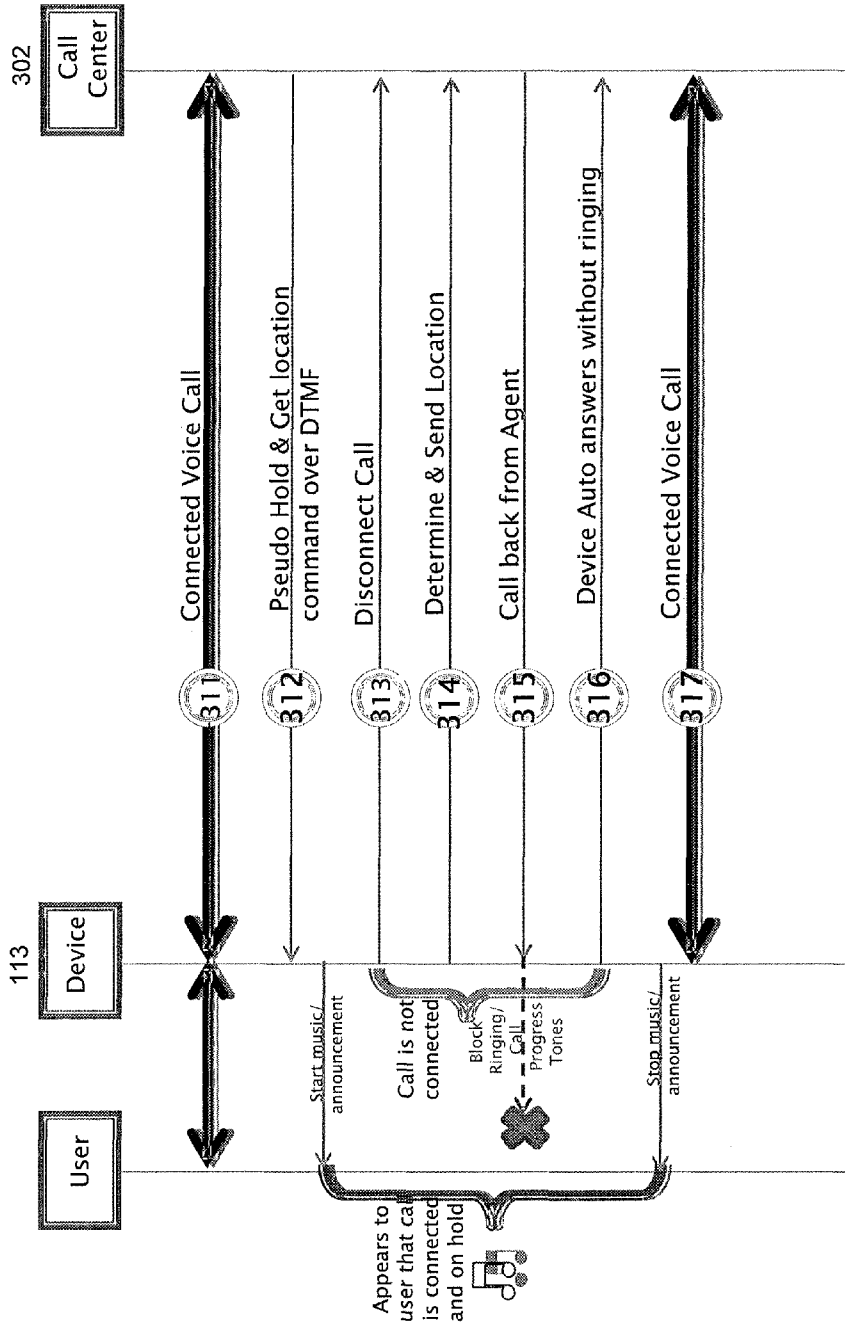 User
113
Device
302
Call
Center
311
Connected Voice Call
312
Pseudo Hold & Get location
command over DTMF
Start music/
announcement
313
Disconnect Call
Call is not
connected
314
Determine & Send Location
Appears to
user that call
is connected
and on hold
315
Call back from Agent
Block
Ringing/
Call
Progress
Tones
316
Device Auto answers without ringing
Stop music/
announcement
317
Connected Voice Call